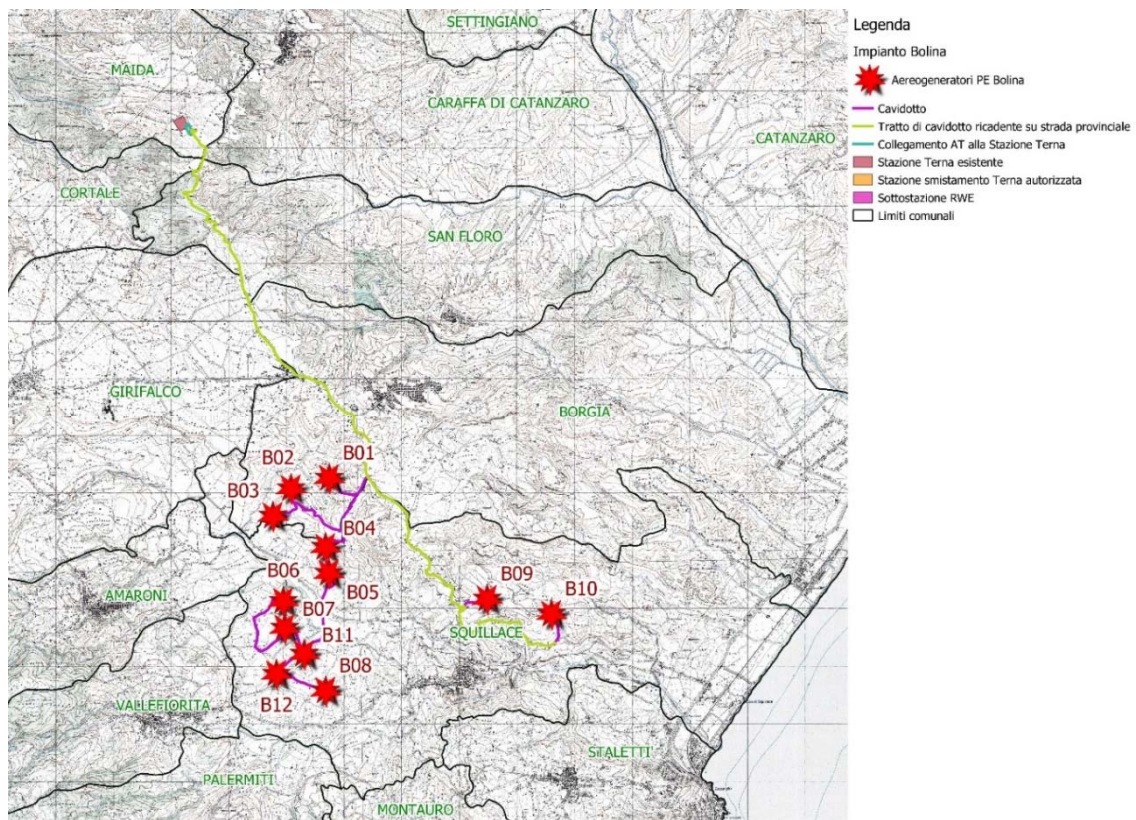 SETTINGIANO
MAIDA
CARAFFA DI CATANZARO
CATANZARO
CORTALE
SAN FLORO
GIRIFALCO
BORGIA
B02
B01
B03
B04
B06
B05
B09
B10
AMARONI
B07
B11
SQUILLACE
B08
B12
VALLEFIORITA
STALETTI'
PALERMITI
MONTAURO
Legenda
Impianto Bolina
Aereogeneratori PE Bolina
Cavidotto
Tratto di cavidotto ricadente su strada provinciale
Collegamento AT alla Stazione Terna
Stazione Terna esistente
Stazione smistamento Terna autorizzata
Sottostazione RWE
Limiti comunali